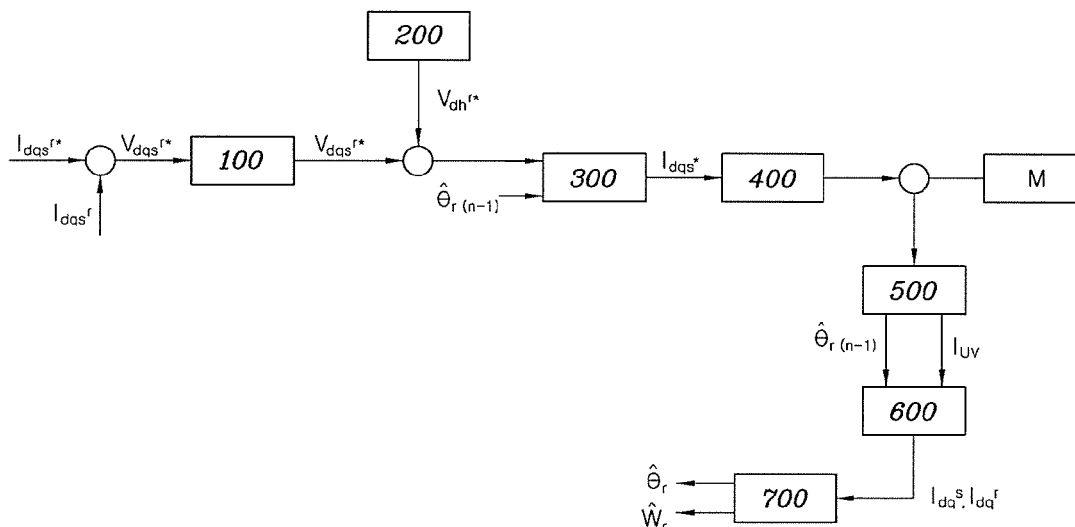 200
V_dh^r*
I_dqs^r*
V_dqs^r*
100
V_dqs^r*
300
I_dqs*
400
M
θ̂_r (n-1)
I_dqs^r
500
θ̂_r (n-1)
I_UV
600
θ̂_r
700
I_dq^s, I_dq^r
Ŵ_r